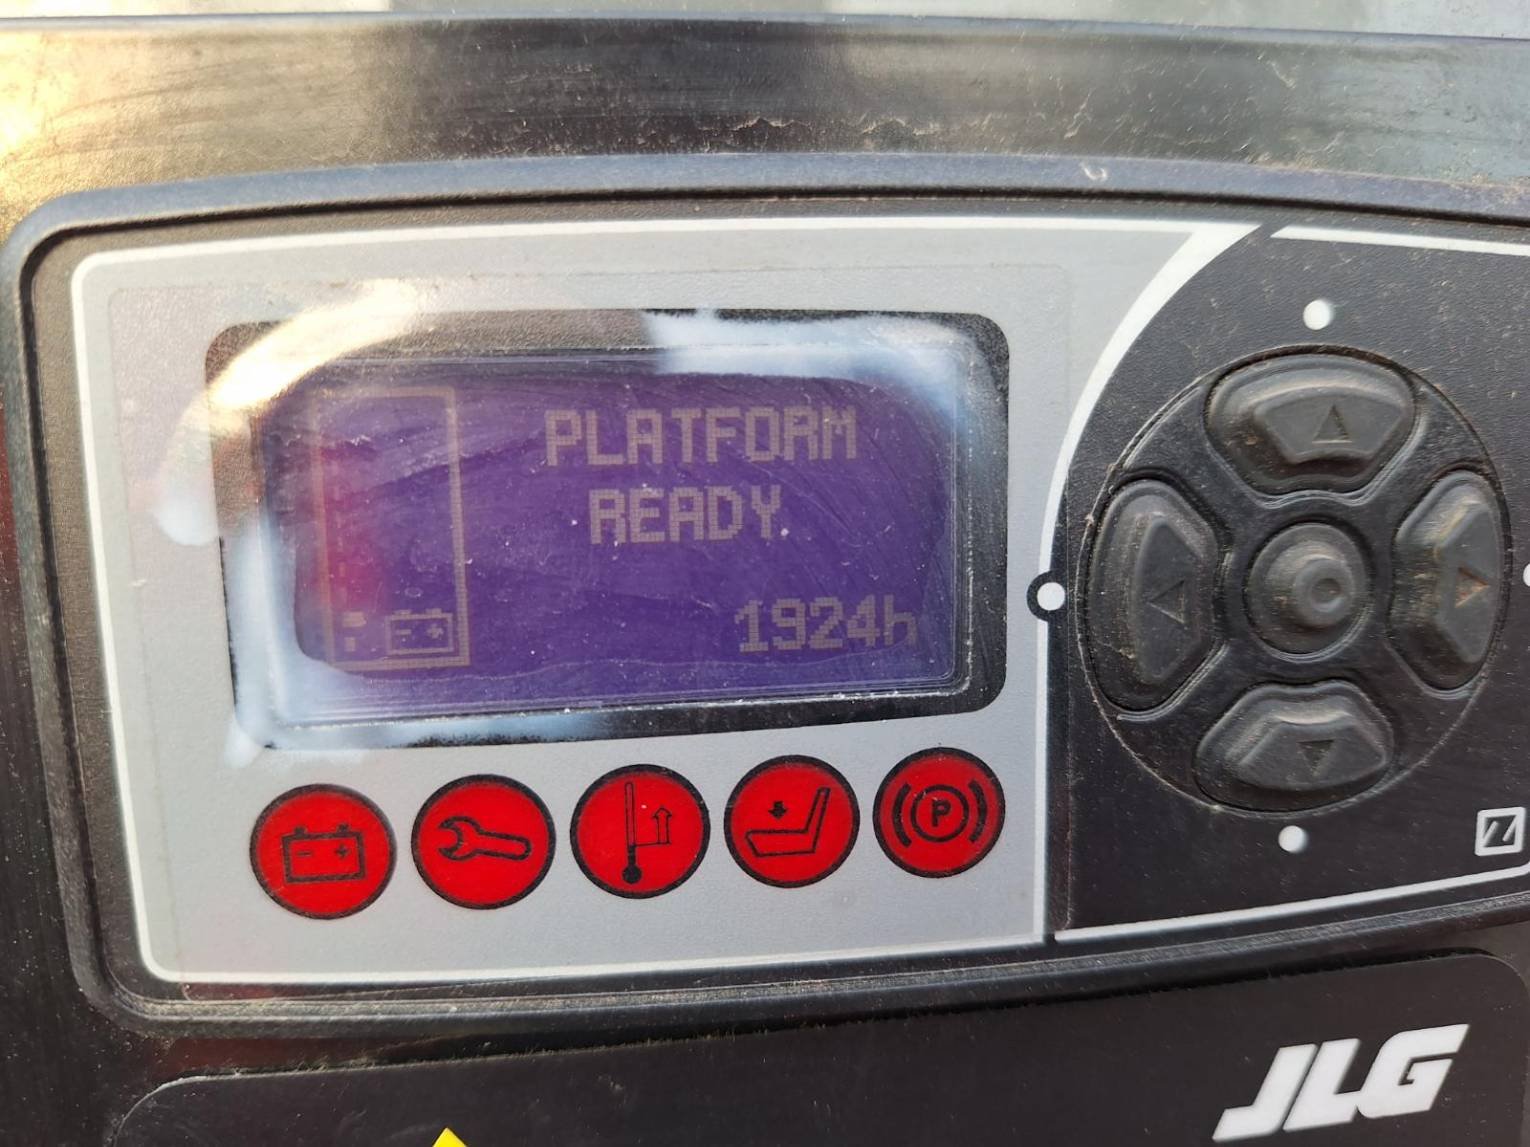 PLATFORM
READY
1924h
P
JLG